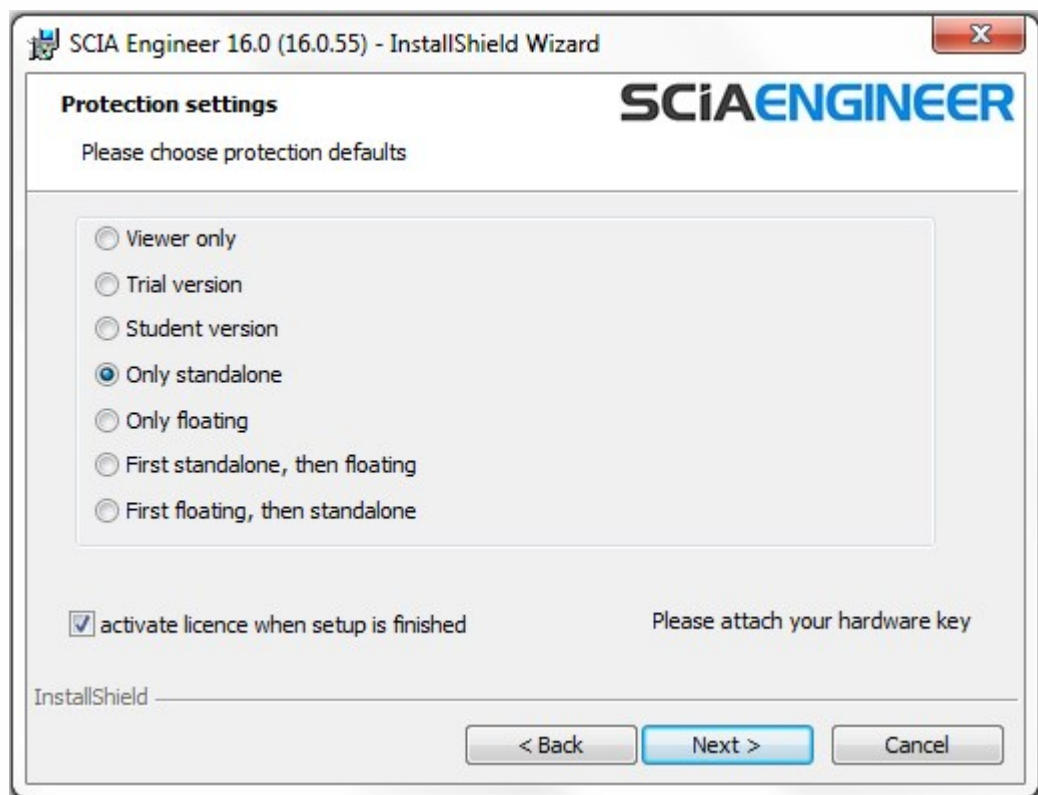 SCIA Engineer 16.0 (16.0.55) - InstallShield Wizard
Protection settings
SCiAENGINEER
Please choose protection defaults
Viewer only
Trial version
Student version
Only standalone
Only floating
First standalone, then floating
First floating, then standalone
activate licence when setup is finished
Please attach your hardware key
InstallShield
< Back
Next >
Cancel